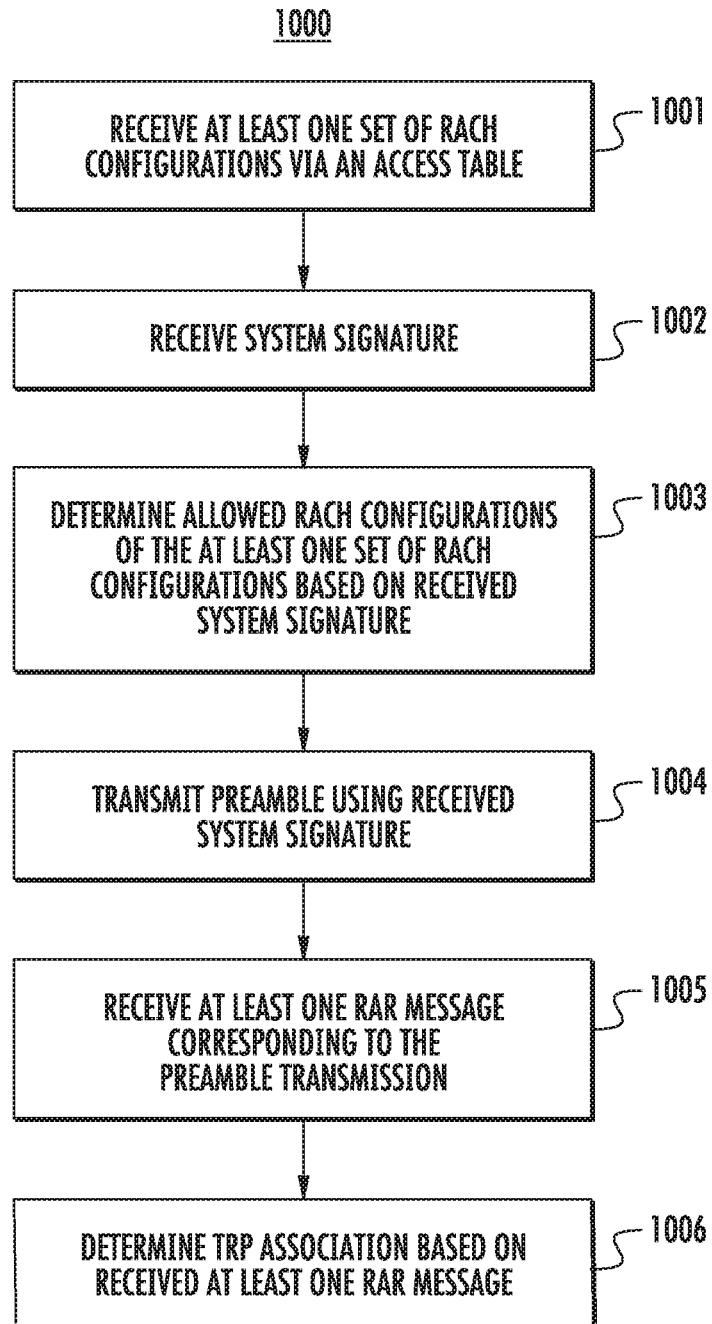 1000
RECEIVE AT LEAST ONE SET OF RACH
CONFIGURATIONS VIA AN ACCESS TABLE
1001
RECEIVE SYSTEM SIGNATURE
1002
DETERMINE ALLOWED RACH CONFIGURATIONS
OF THE AT LEAST ONE SET OF RACH
CONFIGURATIONS BASED ON RECEIVED
SYSTEM SIGNATURE
1003
TRANSMIT PREAMBLE USING RECEIVED
SYSTEM SIGNATURE
1004
RECEIVE AT LEAST ONE RAR MESSAGE
CORRESPONDING TO THE
PREAMBLE TRANSMISSION
1005
DETERMINE TRP ASSOCIATION BASED ON
RECEIVED AT LEAST ONE RAR MESSAGE
1006